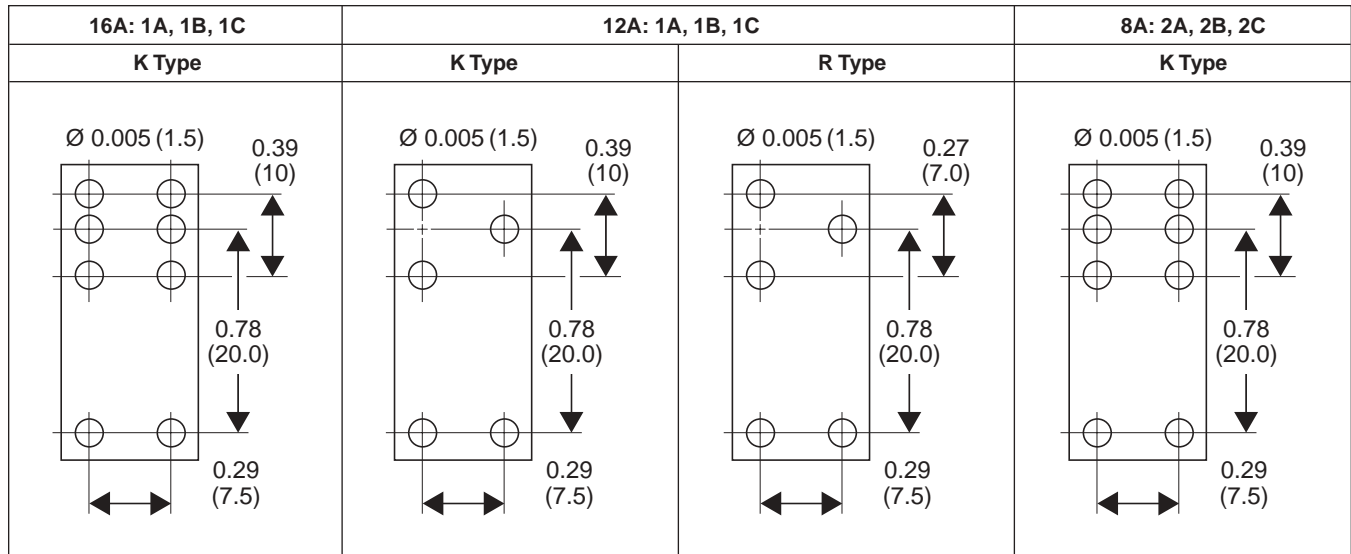 16A: 1A, 1B, 1C
12A: 1A, 1B, 1C
8A: 2A, 2B, 2C
K Type
K Type
R Type
K Type
Ø 0.005 (1.5)
0.39
(10)
0.78
(20.0)
0.29
(7.5)
Ø 0.005 (1.5)
0.39
(10)
0.78
(20.0)
0.29
(7.5)
Ø 0.005 (1.5)
0.27
(7.0)
0.78
(20.0)
0.29
(7.5)
Ø 0.005 (1.5)
0.39
(10)
0.78
(20.0)
0.29
(7.5)